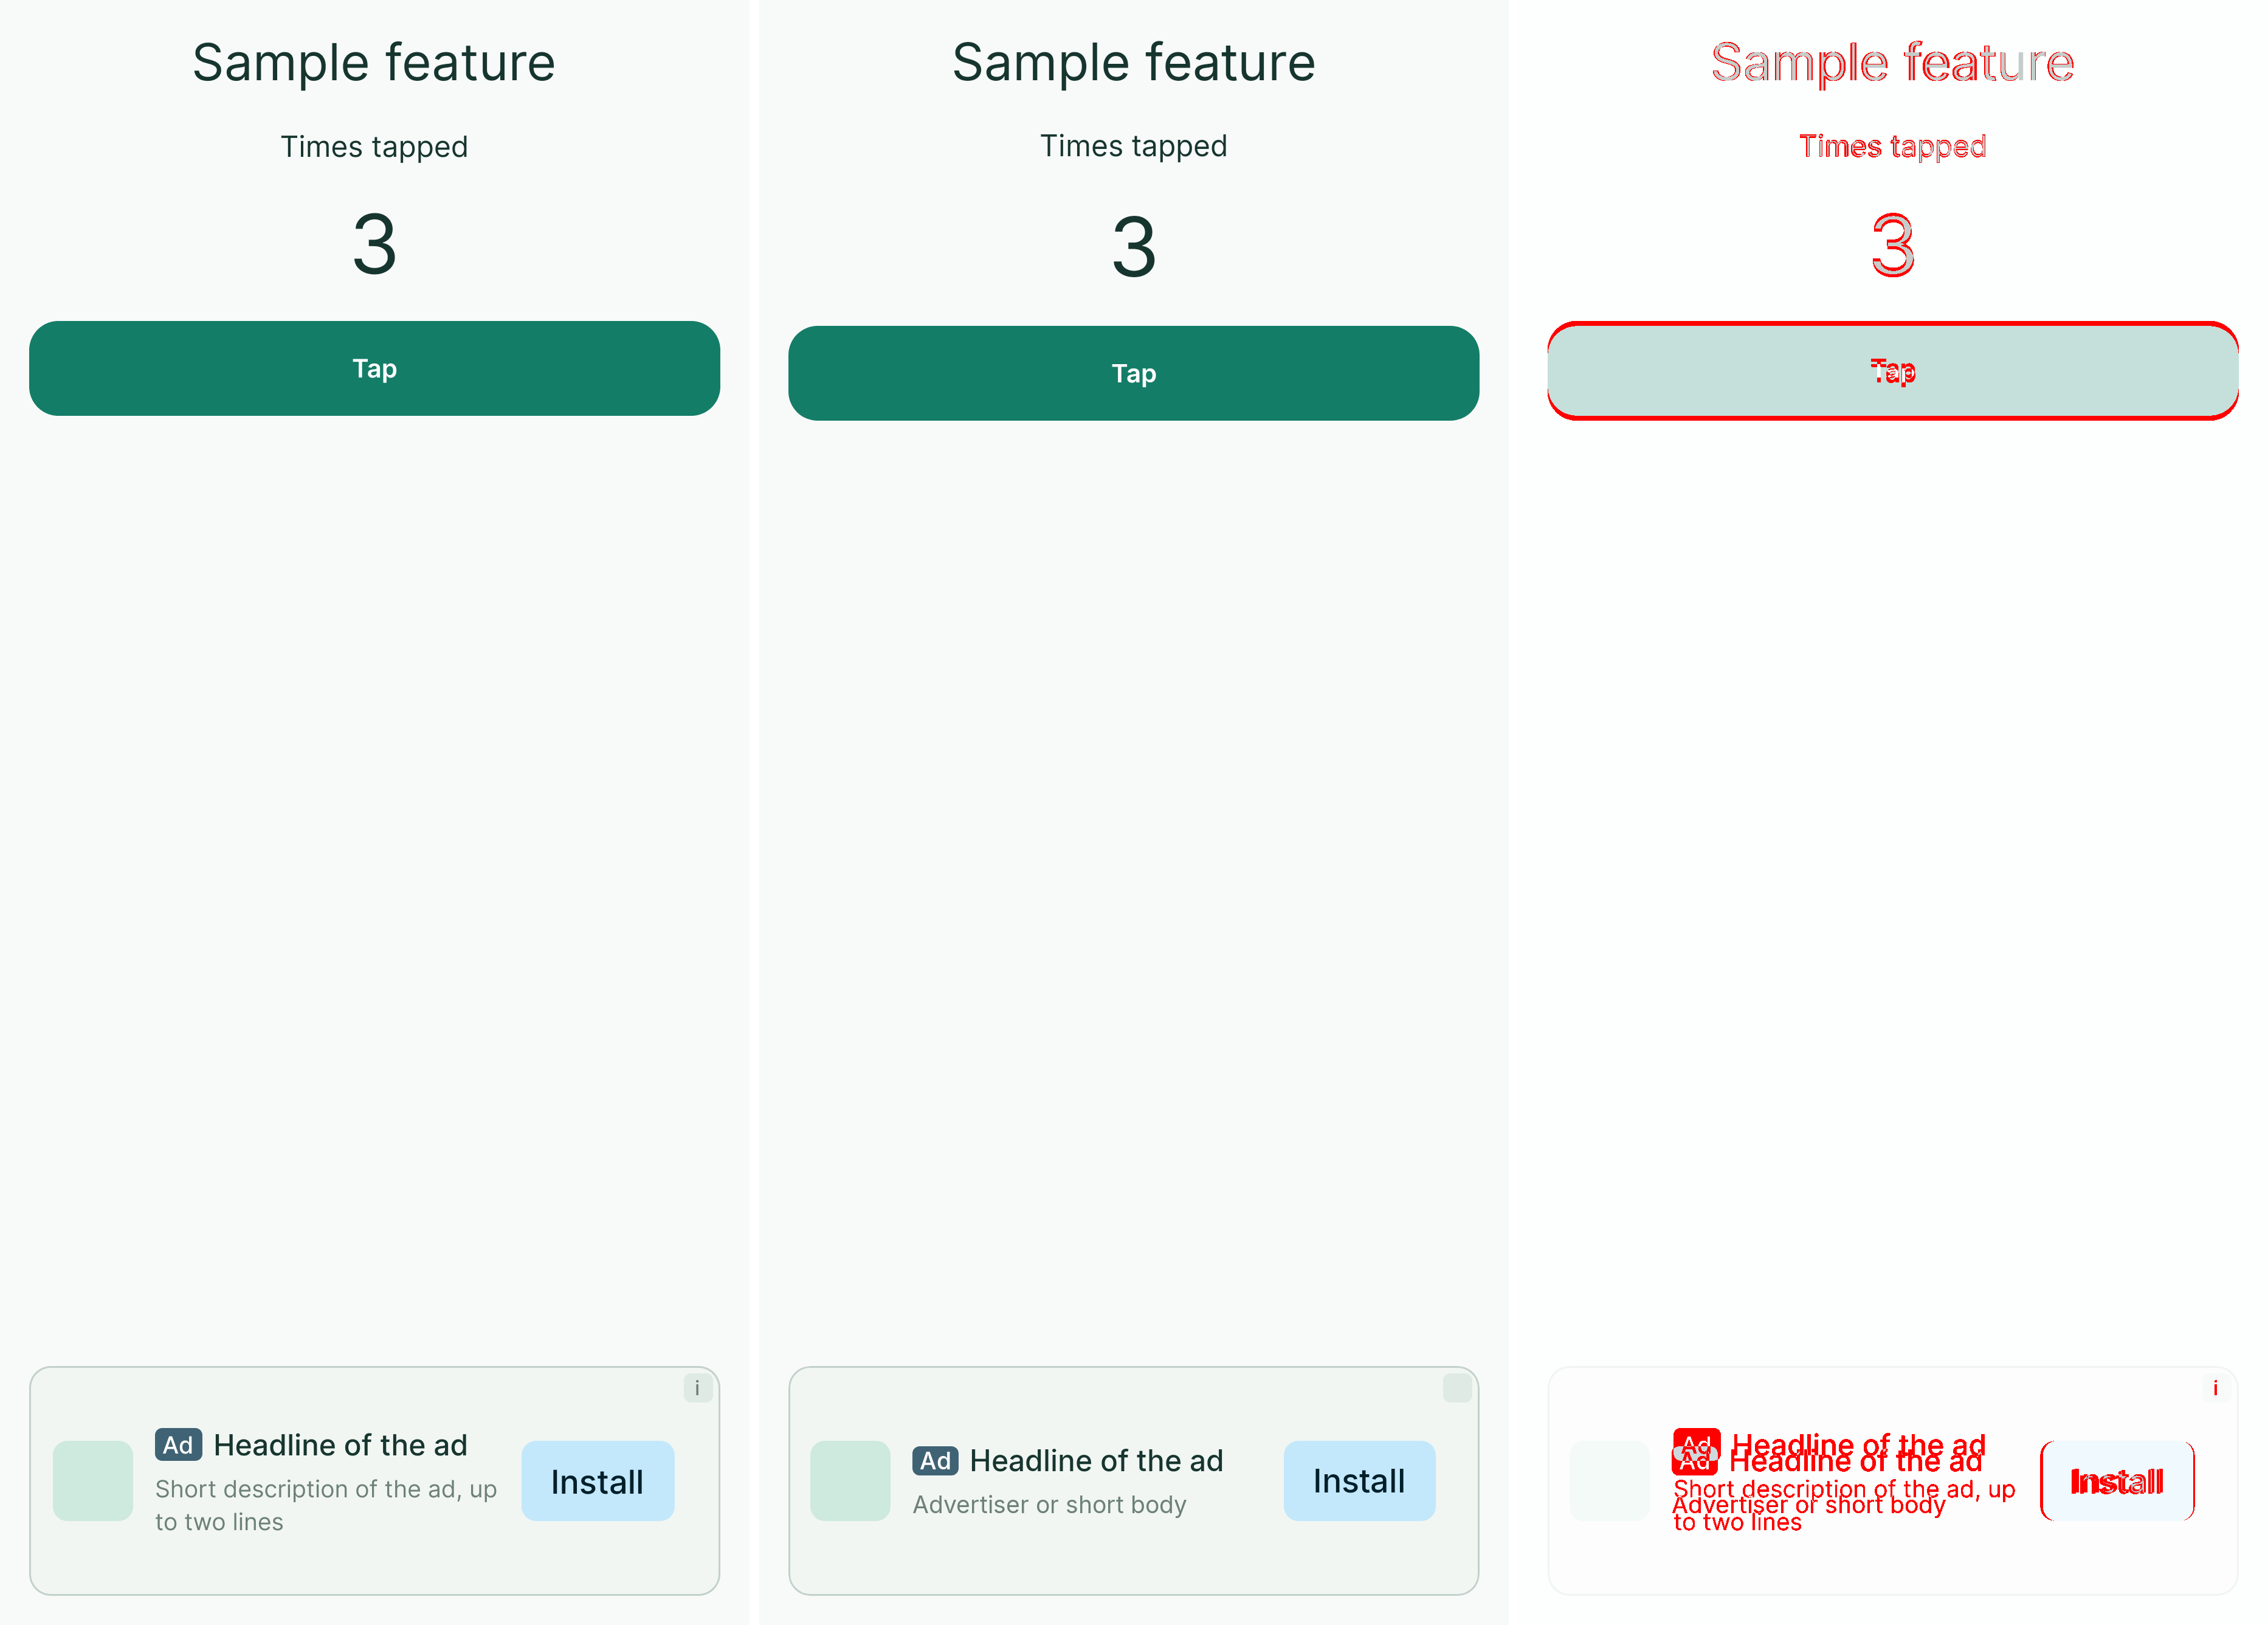 Sample feature
Times tapped
3
Tap
i
Ad Headline of the ad
Short description of the ad, up
to two lines
Install
Sample feature
Times tapped
3
Tap
Ad Headline of the ad
Advertiser or short body
Install
Sample feature
Times tapped
3
Tap
i
Ad Headline of the ad
Ad Headline of the ad
Short description of the ad, up
Advertiser or short body
to two lines
Install